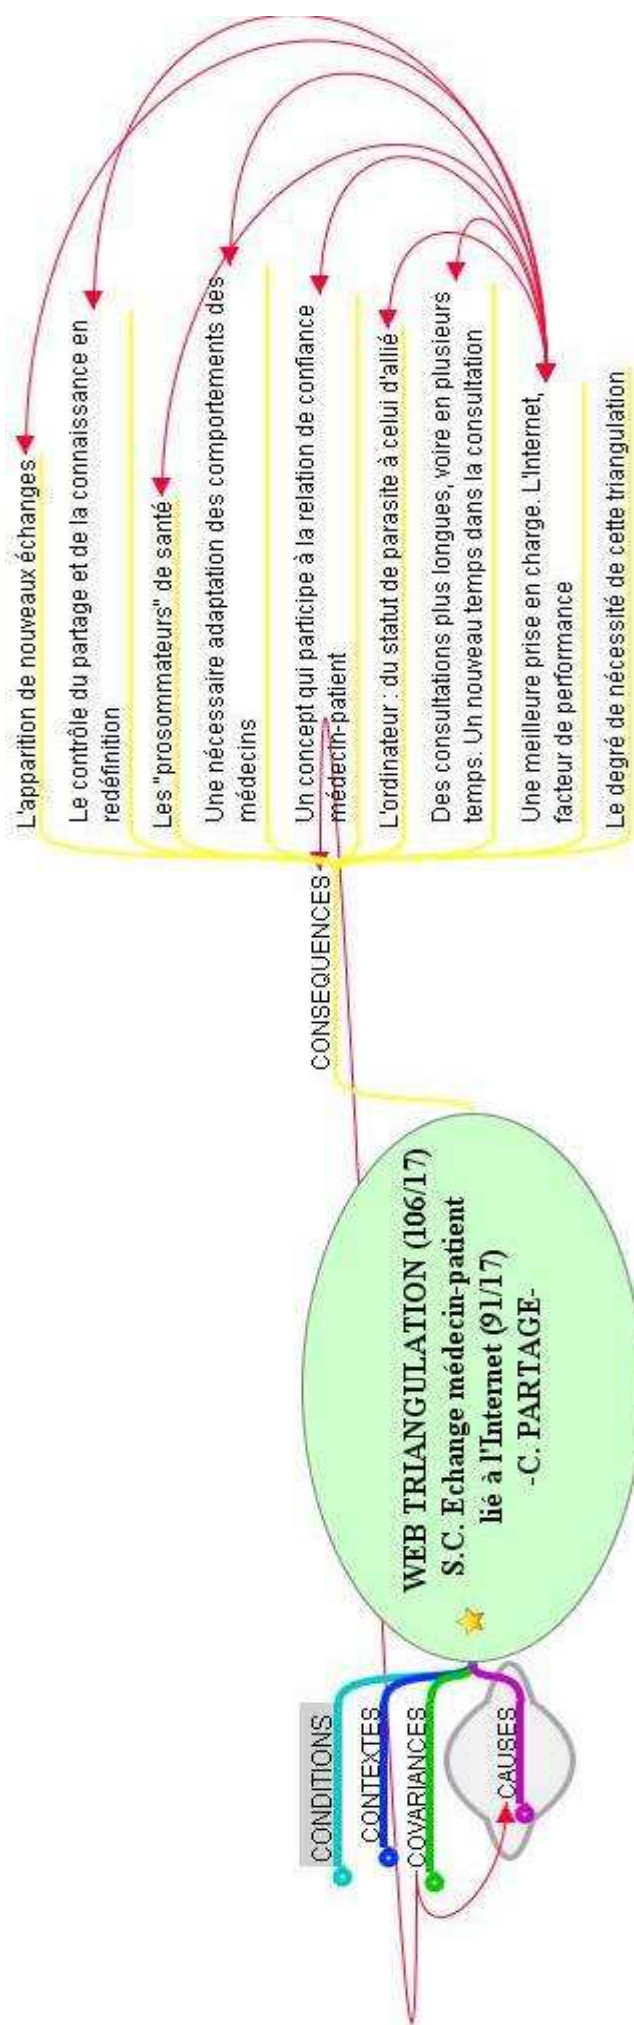 WEB TRIANGULATION (106/17)
S.C. Echange médecin-patient
lié à l'Internet (91/17)
-C. PARTAGE-
CONDITIONS
CONTEXTES
COVARIANCES
CAUSES
CONSEQUENCES
L'apparition de nouveaux échanges
Le contrôle du partage et de la connaissance en
redéfinition
Les "prosommateurs" de santé
Une nécessaire adaptation des comportements des
médecins
Un concept qui participe à la relation de confiance
médecin-patient
L'ordinateur : du statut de parasite à celui d'allié
Des consultations plus longues, voire en plusieurs
temps. Un nouveau temps dans la consultation
Une meilleure prise en charge. L'Internet,
facteur de performance
Le degré de nécessité de cette triangulation